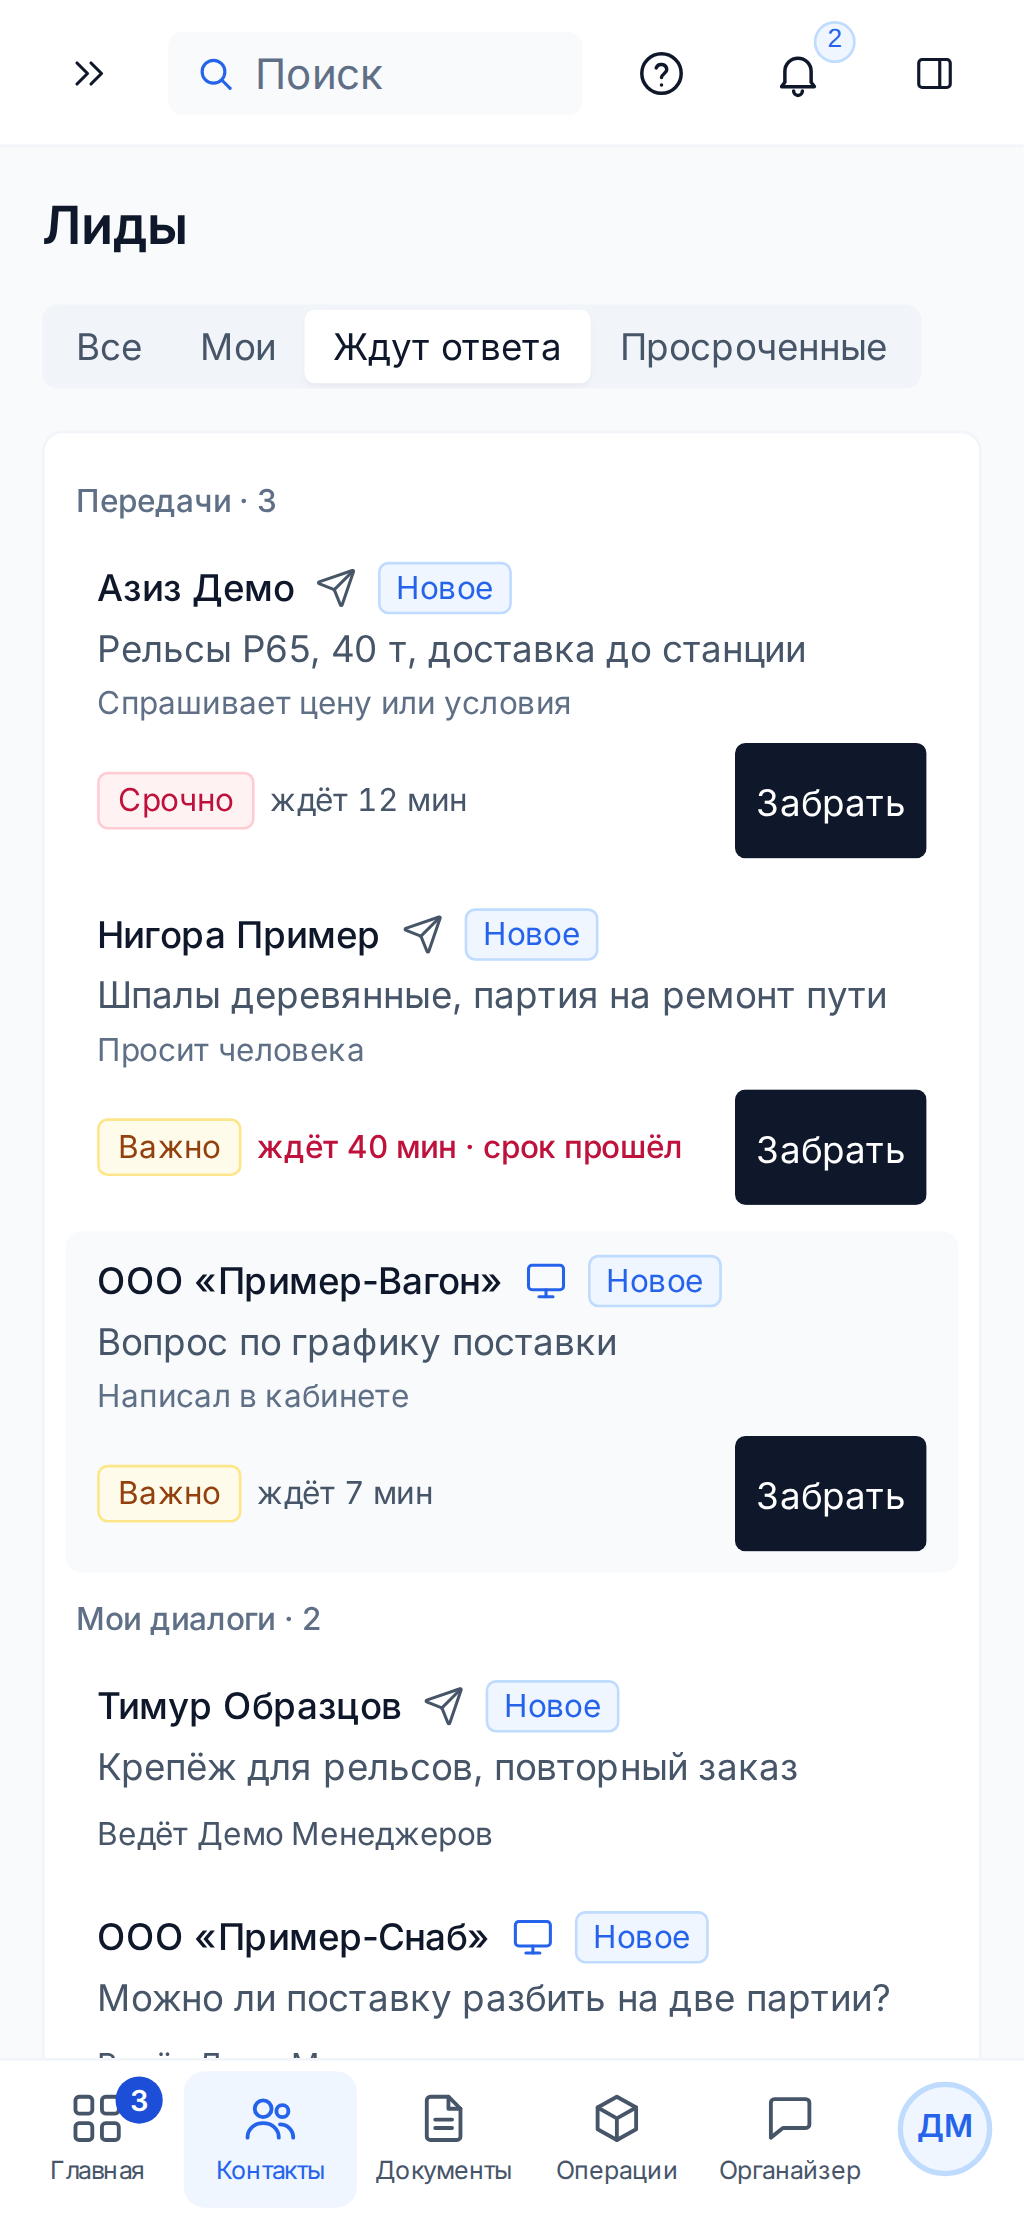 Поиск
2
Лиды
Все Мои Ждут ответа Просроченные
Передачи · 3
Азиз Демо Новое
Рельсы Р65, 40 т, доставка до станции
Спрашивает цену или условия
Срочно ждёт 12 мин Забрать
Нигора Пример Новое
Шпалы деревянные, партия на ремонт пути
Просит человека
Важно ждёт 40 мин · срок прошёл Забрать
ООО «Пример-Вагон» Новое
Вопрос по графику поставки
Написал в кабинете
Важно ждёт 7 мин Забрать
Мои диалоги · 2
Тимур Образцов Новое
Крепёж для рельсов, повторный заказ
Ведёт Демо Менеджеров
ООО «Пример-Снаб» Новое
Можно ли поставку разбить на две партии?
3
Главная Контакты Документы Операции Органайзер ДМ